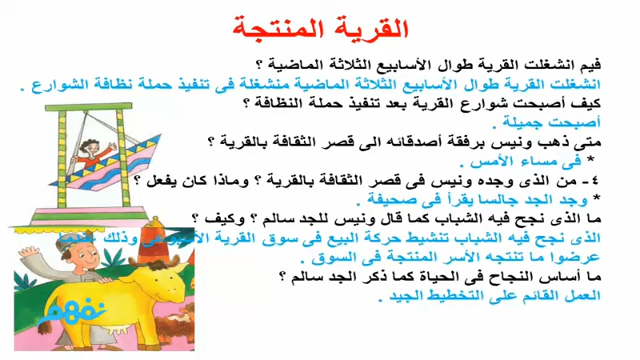 القرية المنتجة
فيم انشغلت القرية طوال الأسابيع الثلاثة الماضية ؟
انشغلت القرية طوال الأسابيع الثلاثة الماضية منشغلة فى تنفيذ حملة نظافة الشوارع .
كيف أصبحت شوارع القرية بعد تنفيذ حملة النظافة ؟
أصبحت جميلة .
متى ذهب ونيس برفقة أصدقائه الى قصر الثقافة بالقرية ؟
* فى مساء الأمس .
٤- من الذى وجده ونيس فى قصر الثقافة بالقرية ؟ وماذا كان يفعل ؟
* وجد الجد جالسا يقرأ فى صحيفة .
ما الذى نجح فيه الشباب كما قال ونيس للجد سالم ؟ وكيف ؟
الذى نجح فيه الشباب تنشيط حركة البيع فى سوق القرية وذلك
عرضوا ما تنتجه الأسر المنتجة فى السوق .
ما أساس النجاح فى الحياة كما ذكر الجد سالم ؟
العمل القائم على التخطيط الجيد .
نفهم